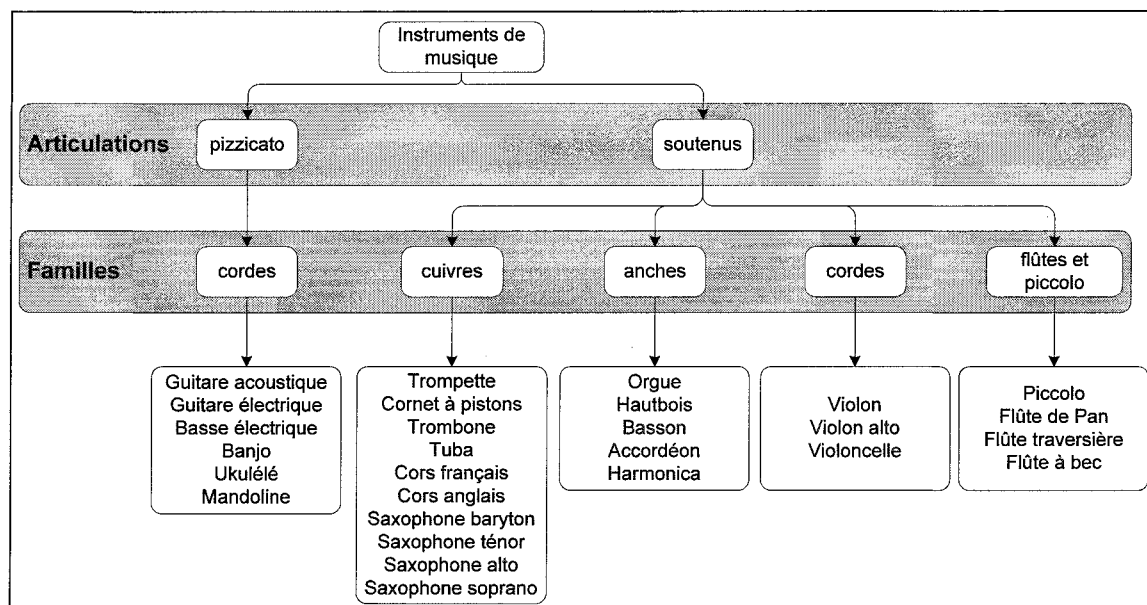 Instruments de
musique
Articulations
pizzicato
soutenus
Familles
cordes
cuivres
anches
cordes
flûtes et
piccolo
Guitare acoustique
Guitare électrique
Basse électrique
Banjo
Ukulélé
Mandoline
Trompette
Cornet à pistons
Trombone
Tuba
Cors français
Cors anglais
Saxophone baryton
Saxophone ténor
Saxophone alto
Saxophone soprano
Orgue
Hautbois
Basson
Accordéon
Harmonica
Violon
Violon alto
Violoncelle
Piccolo
Flûte de Pan
Flûte traversière
Flûte à bec